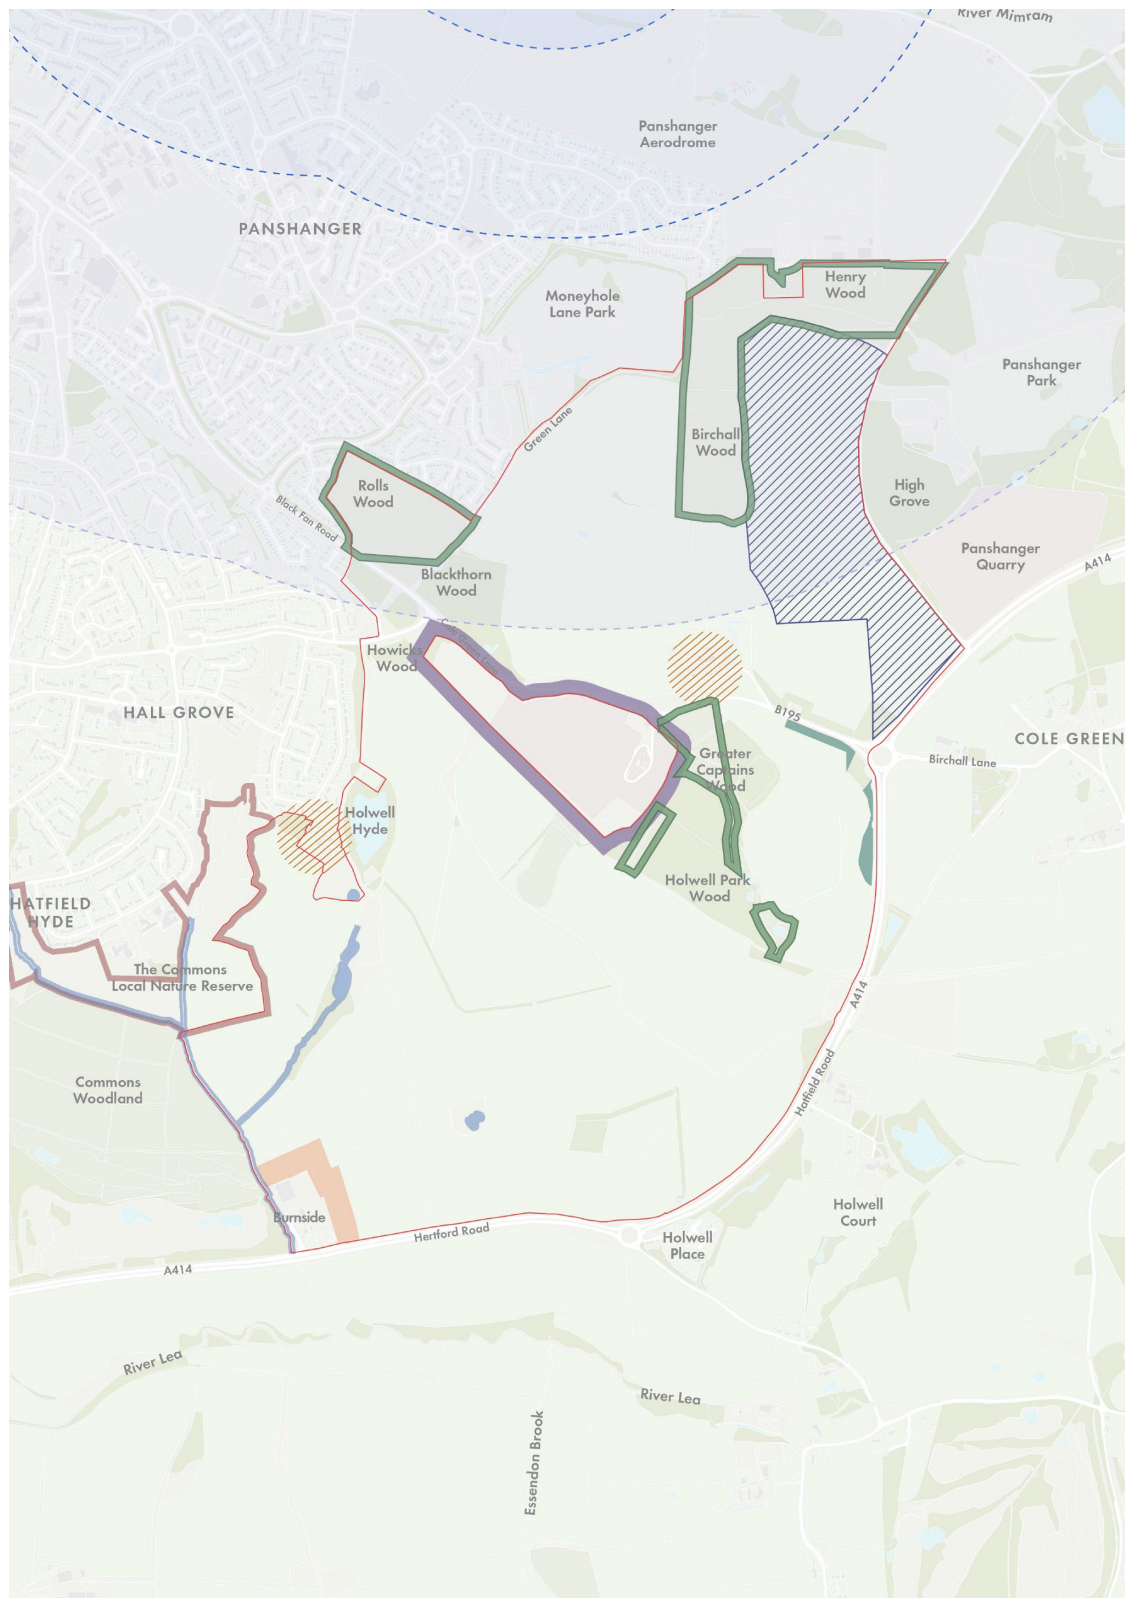 River Mimram
Panshanger
Aerodrome
PANSHANGER
Henry
Wood
Moneyhole
Lane Park
Panshanger
Park
Green Lane
Birchall
Wood
Rolls
Wood
High
Grove
Black Fan Road
Panshanger
Quarry
A414
Blackthorn
Wood
Cole Green Lane
Howicks
Wood
HALL GROVE
B195
COLE GREEN
Greater
Captains
Wood
Birchall Lane
Holwell
Hyde
HATFIELD
HYDE
Holwell Park
Wood
The Commons
Local Nature Reserve
A414
Commons
Woodland
Hatfield Road
Holwell
Court
Burnside
Hertford Road
Holwell
Place
A414
River Lea
River Lea
Essendon Brook